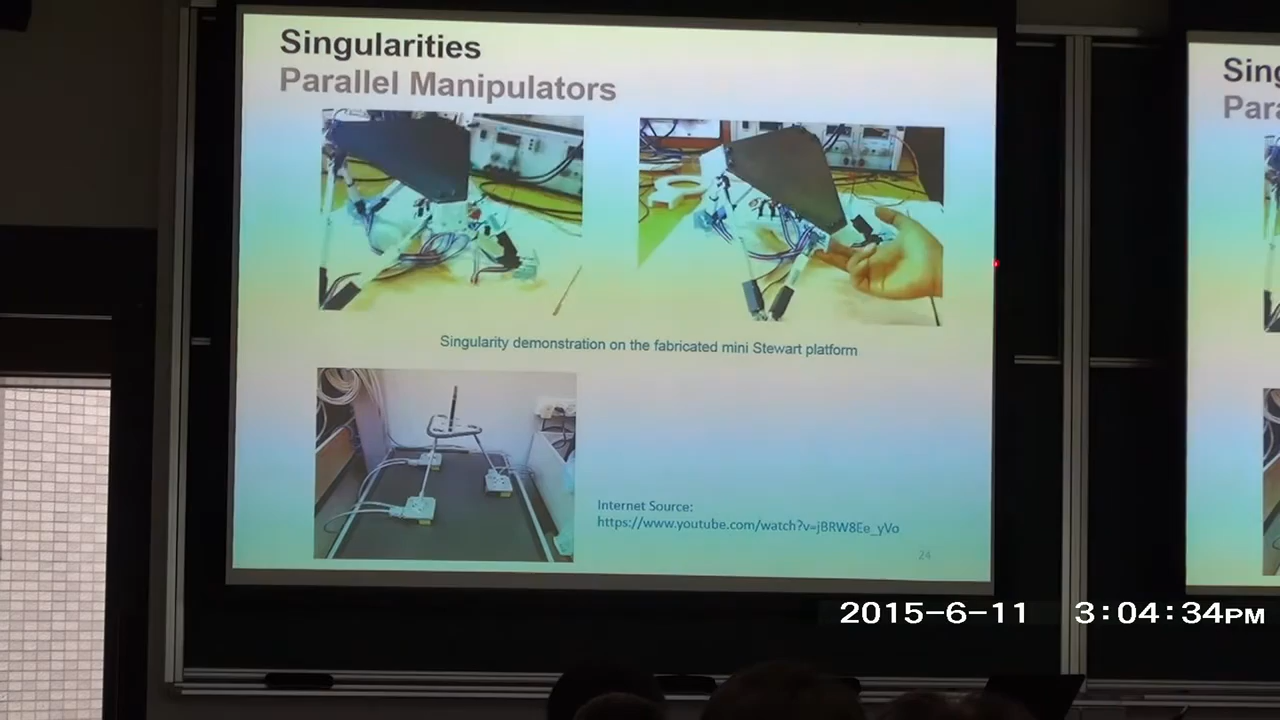 Singularities
Parallel Manipulators
Singularity demonstration on the fabricated mini Stewart platform
Internet Source:
https://www.youtube.com/watch?v=jBRW8Ee_yVo
24
Sing
Para
2015-6-11 3:04:34PM